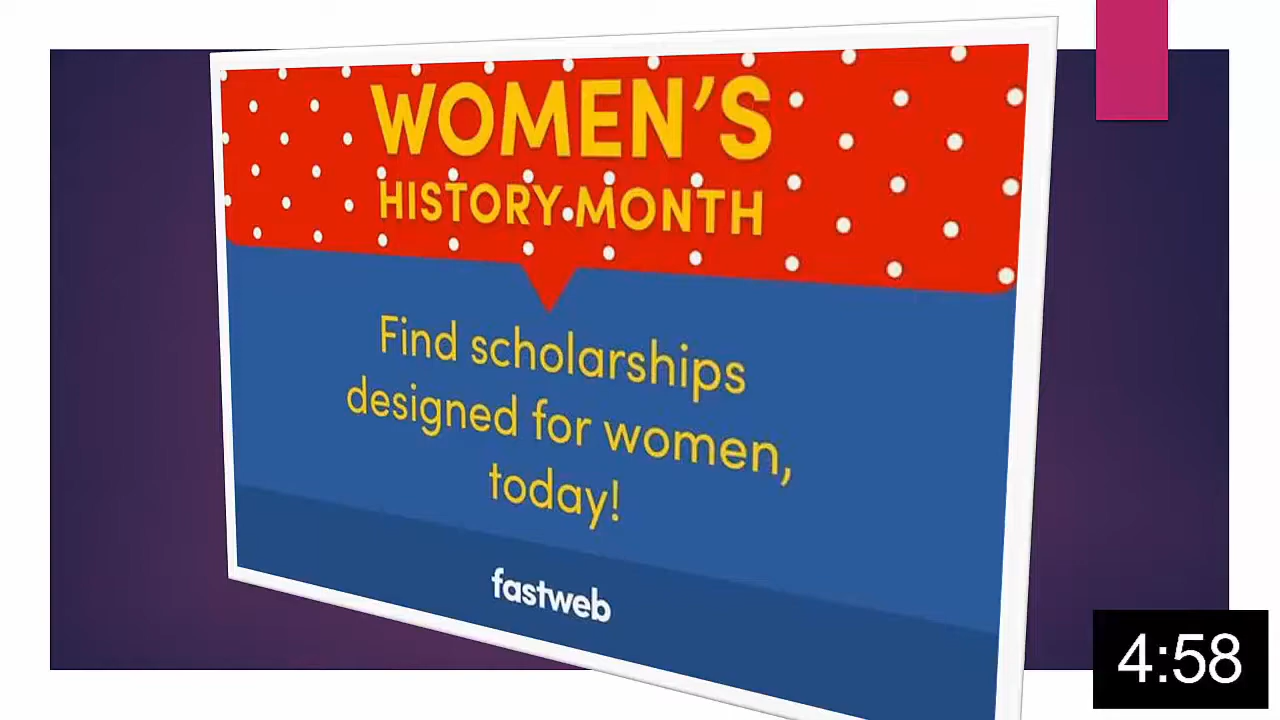 WOMEN'S
HISTORY MONTH
Find scholarships
designed for women,
today!
fastweb
4:58